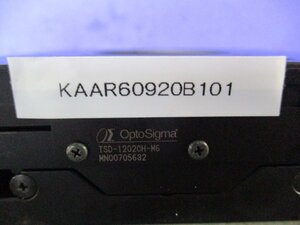 KAAR60920B101
OptoSigma
TSD-1202CH-M6
MN00705632